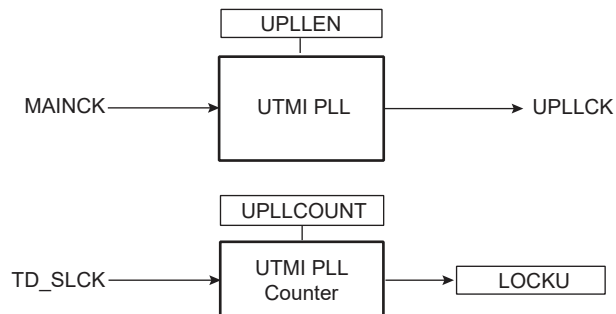 UPLLEN
MAINCK
UTMI PLL
UPLLCK
UPLLCOUNT
TD_SLCK
UTMI PLL
Counter
LOCKU